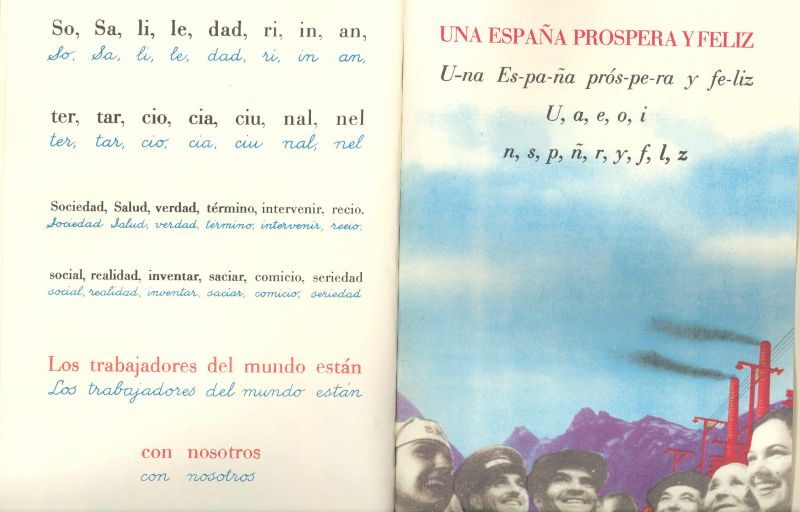 So, Sa, li, le, dad, ri, in, an,
So, Sa, li, le, dad, ri, in an,
ter, tar, cio, cia, ciu, nal, nel
ter, tar, cio, cia, ciu nal, nel
Sociedad, Salud, verdad, término, intervenir, recio.
Sociedad Salud, verdad, término, intervenir, recio,
social, realidad, inventar, saciar, comicio, seriedad
social, realidad, inventar, saciar, comicio, seriedad
Los trabajadores del mundo están
Los trabajadores del mundo están
con nosotros
con nosotros
UNA ESPAÑA PROSPERA Y FELIZ
U-na Es-pa-ña prós-pe-ra y fe-liz
U, a, e, o, i
n, s, p, ñ, r, y, f, l, z